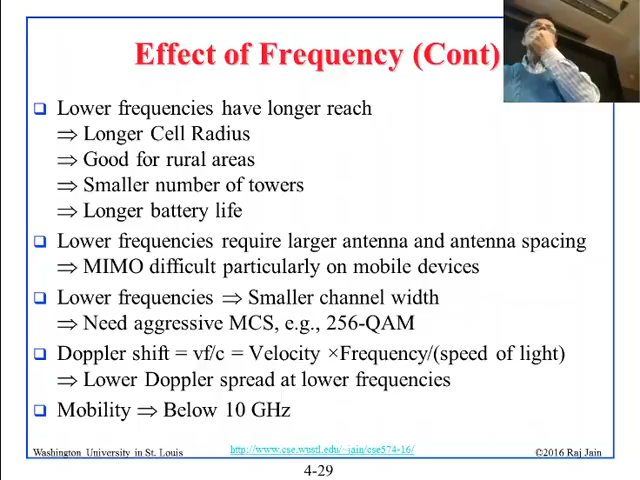 Effect of Frequency (Cont)
❑ Lower frequencies have longer reach
⇒ Longer Cell Radius
⇒ Good for rural areas
⇒ Smaller number of towers
⇒ Longer battery life
❑ Lower frequencies require larger antenna and antenna spacing
⇒ MIMO difficult particularly on mobile devices
❑ Lower frequencies ⇒ Smaller channel width
⇒ Need aggressive MCS, e.g., 256-QAM
❑ Doppler shift = vf/c = Velocity ×Frequency/(speed of light)
⇒ Lower Doppler spread at lower frequencies
❑ Mobility ⇒ Below 10 GHz
Washington University in St. Louis http://www.cse.wustl.edu/~jain/cse574-16/ ©2016 Raj Jain
4-29